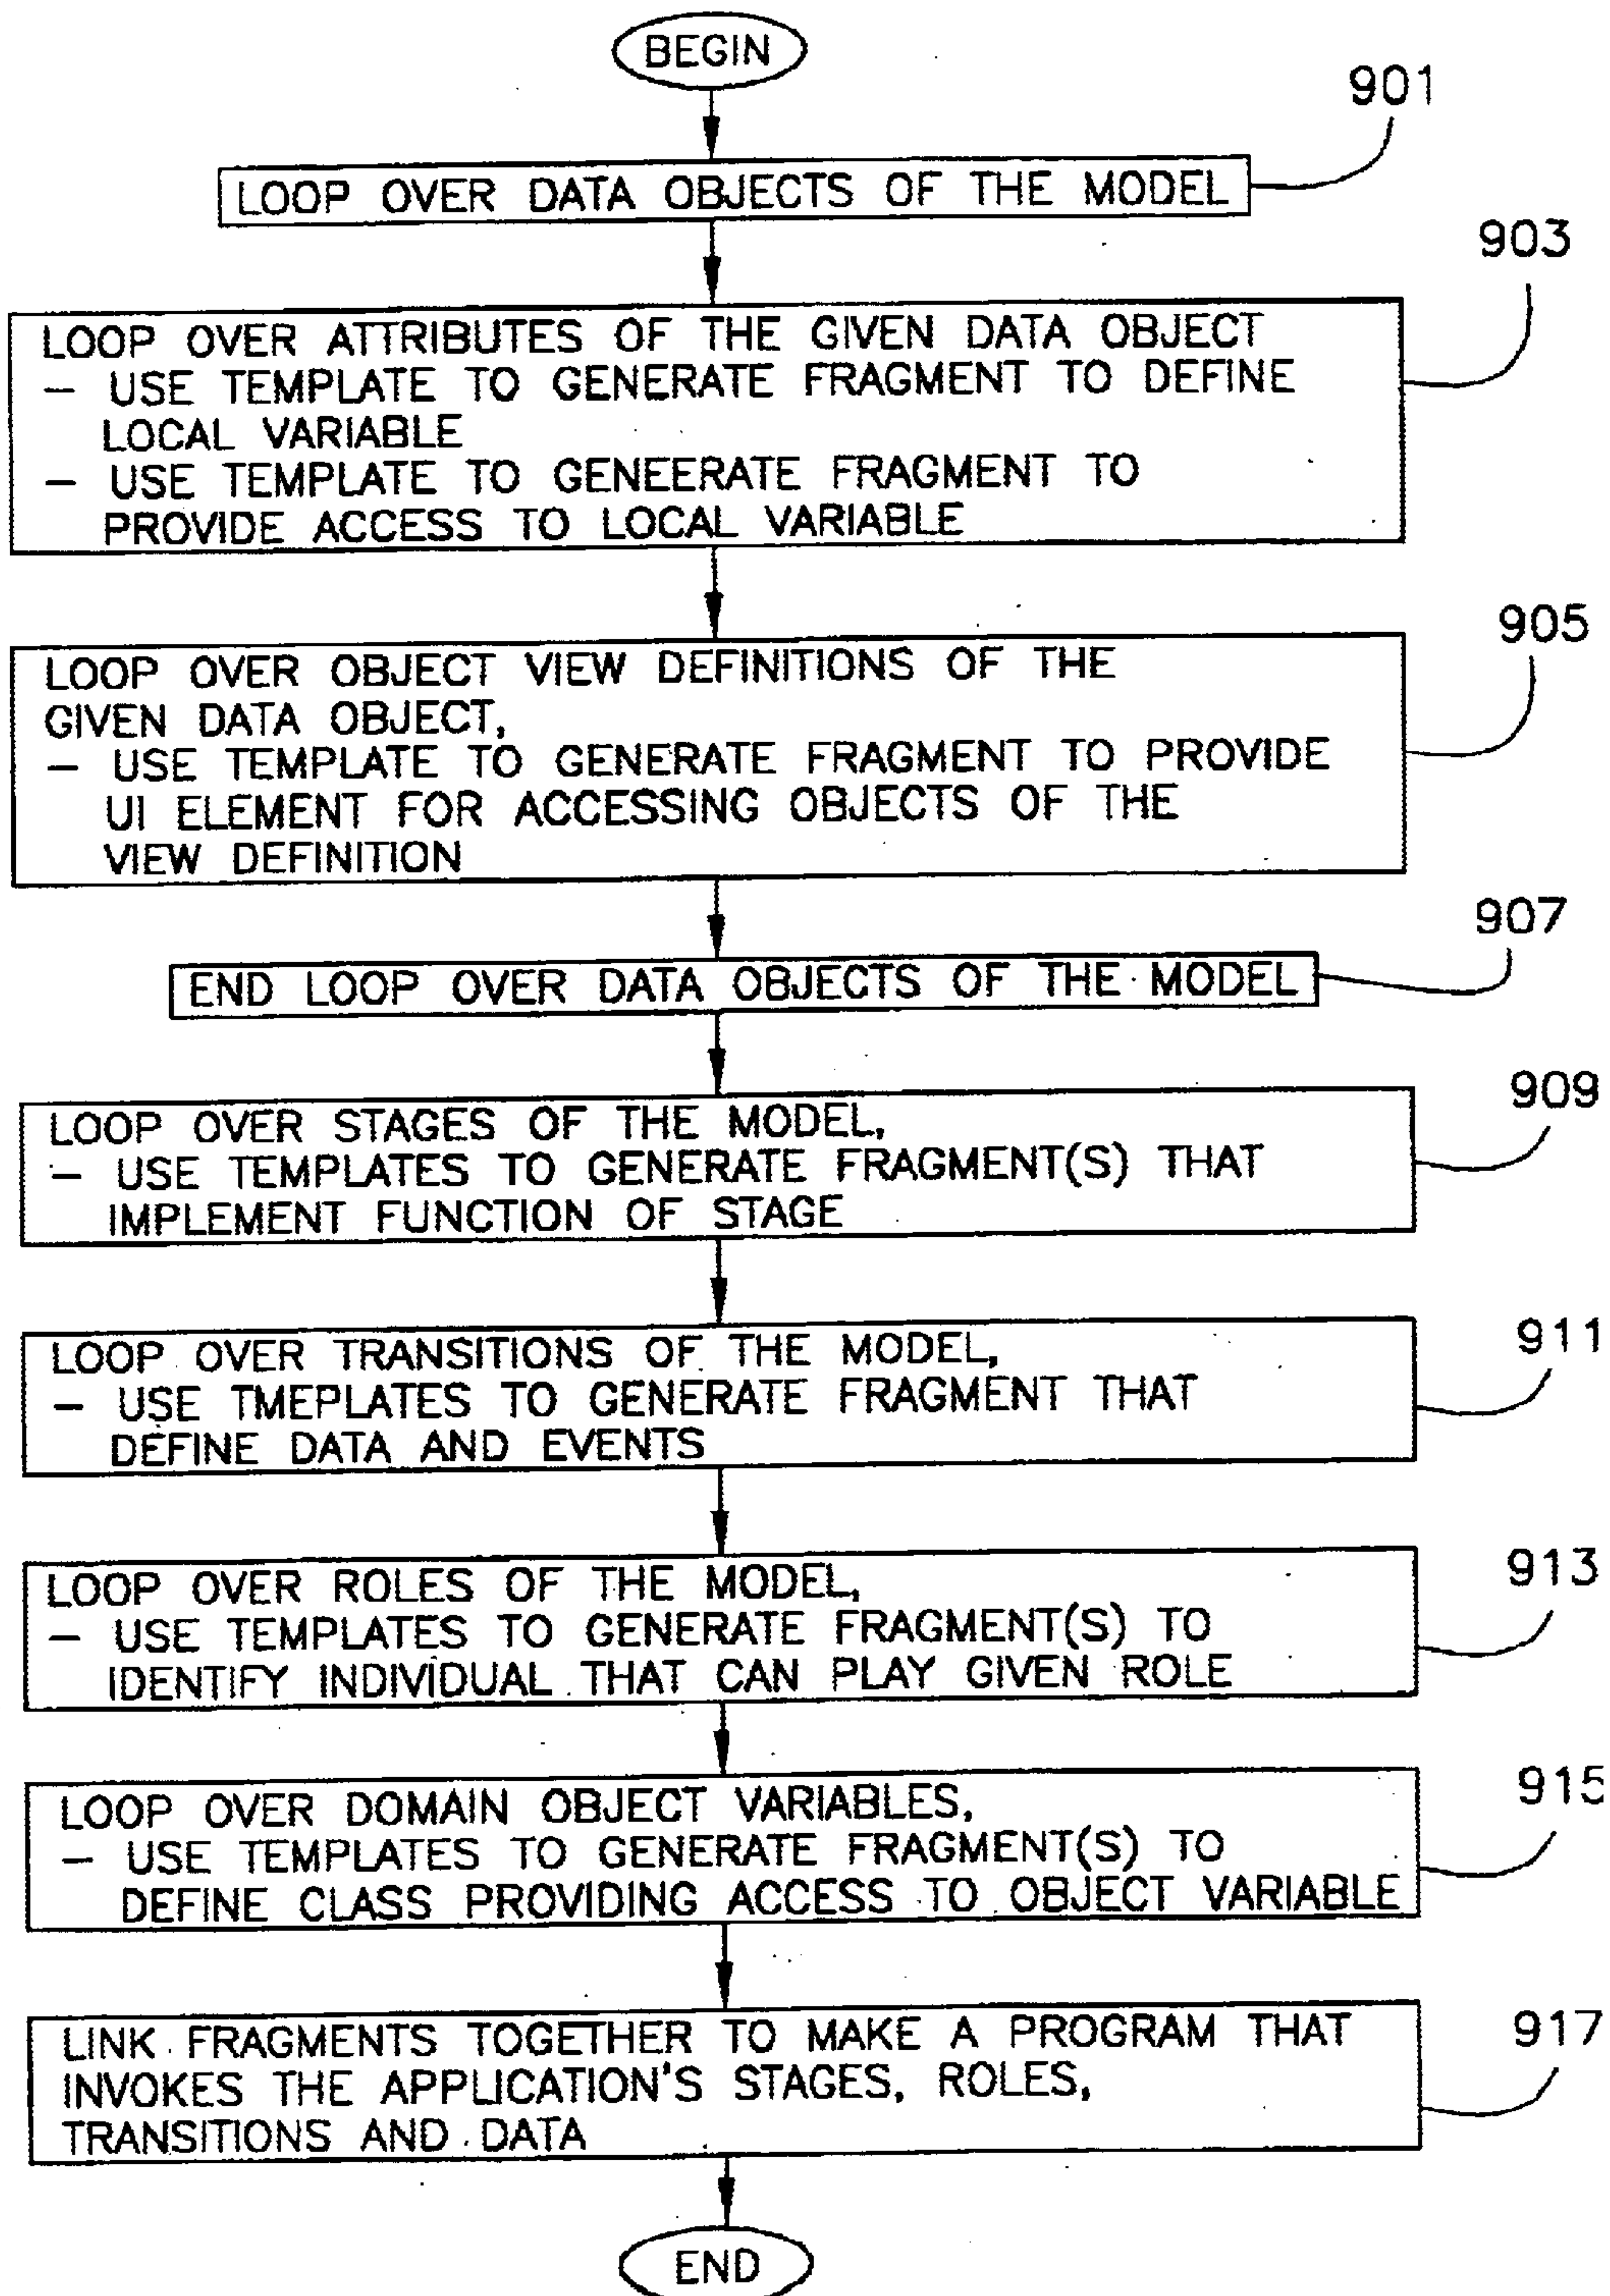 BEGIN
901
LOOP OVER DATA OBJECTS OF THE MODEL
903
LOOP OVER ATTRIBUTES OF THE GIVEN DATA OBJECT
– USE TEMPLATE TO GENERATE FRAGMENT TO DEFINE
LOCAL VARIABLE
– USE TEMPLATE TO GENEERATE FRAGMENT TO
PROVIDE ACCESS TO LOCAL VARIABLE
905
LOOP OVER OBJECT VIEW DEFINITIONS OF THE
GIVEN DATA OBJECT,
– USE TEMPLATE TO GENERATE FRAGMENT TO PROVIDE
UI ELEMENT FOR ACCESSING OBJECTS OF THE
VIEW DEFINITION
907
END LOOP OVER DATA OBJECTS OF THE MODEL
909
LOOP OVER STAGES OF THE MODEL,
– USE TEMPLATES TO GENERATE FRAGMENT(S) THAT
IMPLEMENT FUNCTION OF STAGE
911
LOOP OVER TRANSITIONS OF THE MODEL,
– USE TMEPLATES TO GENERATE FRAGMENT THAT
DEFINE DATA AND EVENTS
913
LOOP OVER ROLES OF THE MODEL,
– USE TEMPLATES TO GENERATE FRAGMENT(S) TO
IDENTIFY INDIVIDUAL THAT CAN PLAY GIVEN ROLE
915
LOOP OVER DOMAIN OBJECT VARIABLES,
– USE TEMPLATES TO GENERATE FRAGMENT(S) TO
DEFINE CLASS PROVIDING ACCESS TO OBJECT VARIABLE
917
LINK FRAGMENTS TOGETHER TO MAKE A PROGRAM THAT
INVOKES THE APPLICATION'S STAGES, ROLES,
TRANSITIONS AND DATA
END